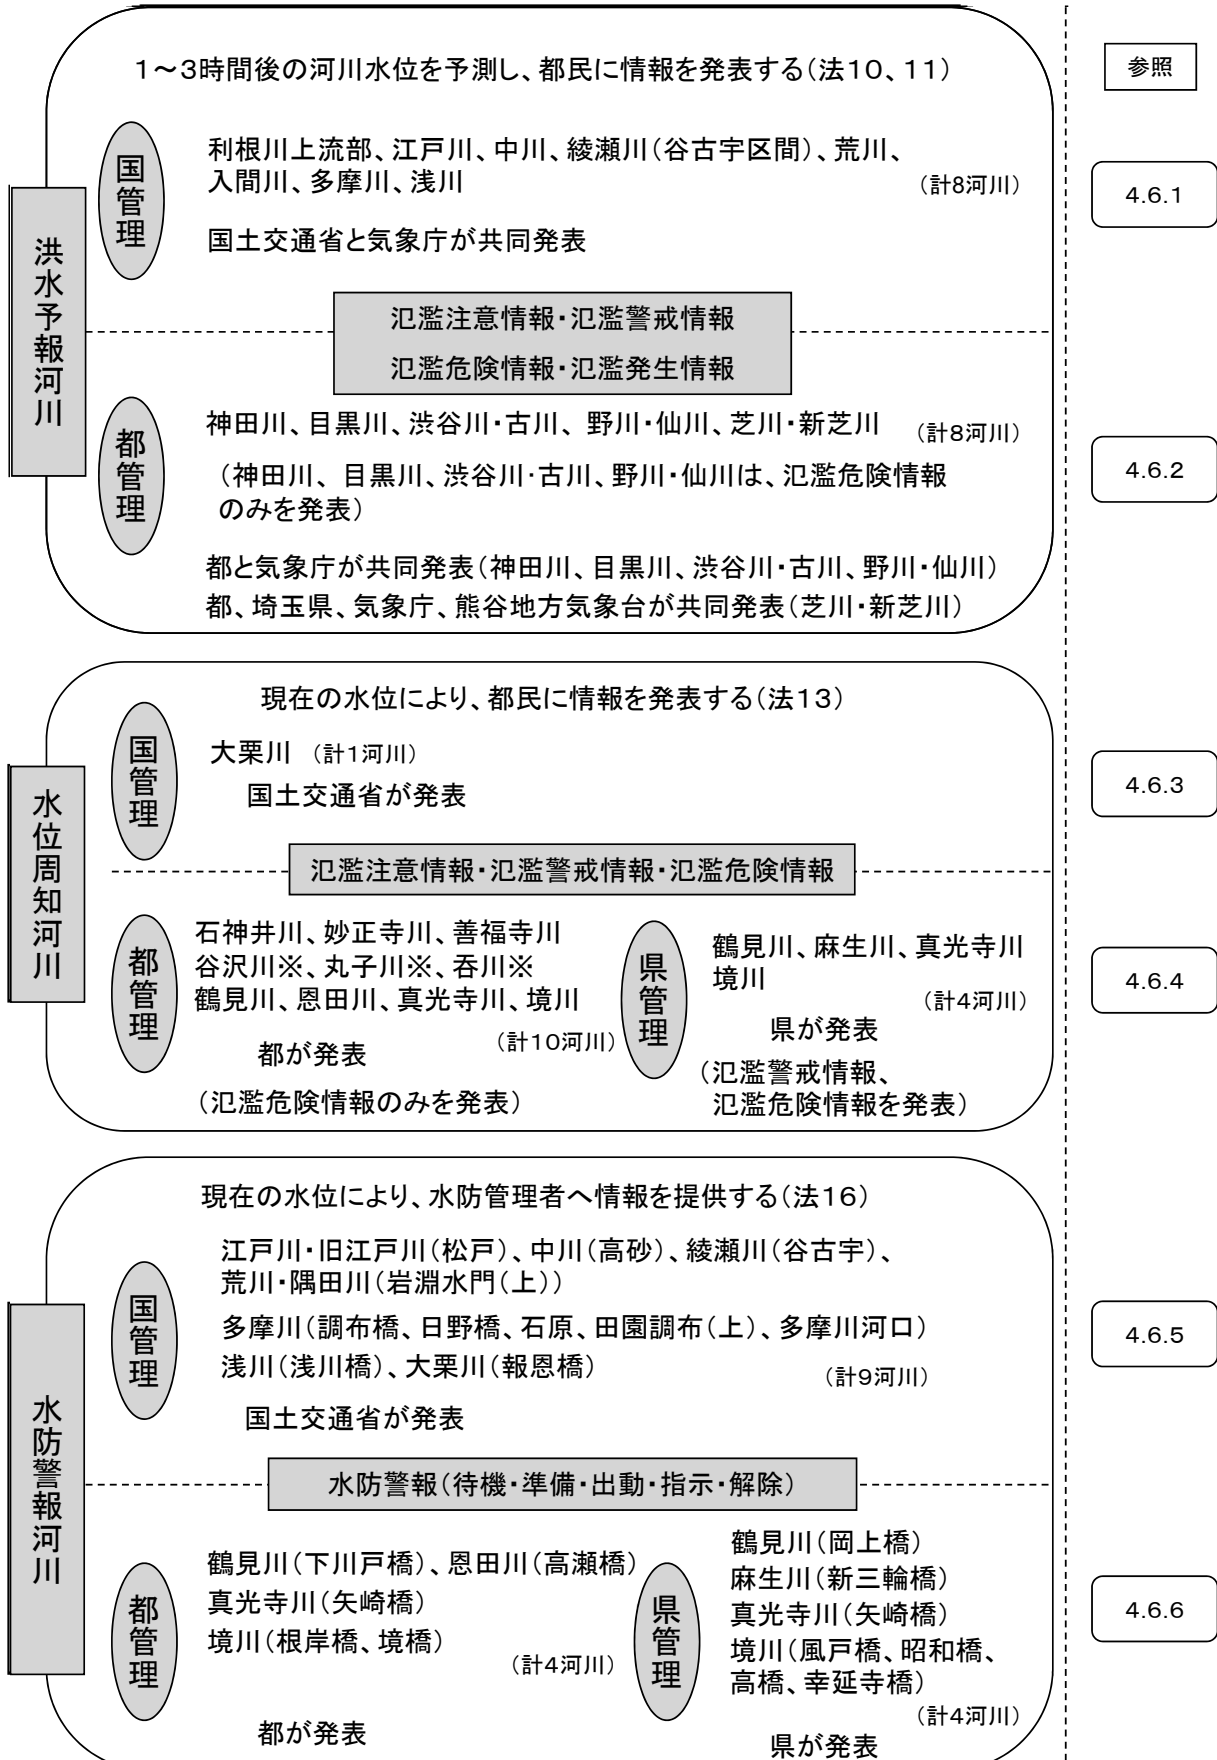 1～3時間後の河川水位を予測し、都民に情報を発表する(法10、11)
参照
洪水予報河川
国管理
利根川上流部、江戸川、中川、綾瀬川(谷古宇区間)、荒川、
入間川、多摩川、浅川
(計8河川)
国土交通省と気象庁が共同発表
4.6.1
氾濫注意情報・氾濫警戒情報
氾濫危険情報・氾濫発生情報
都管理
神田川、目黒川、渋谷川・古川、野川・仙川、芝川・新芝川
(計8河川)
(神田川、目黒川、渋谷川・古川、野川・仙川は、氾濫危険情報
のみを発表)
都と気象庁が共同発表(神田川、目黒川、渋谷川・古川、野川・仙川)
都、埼玉県、気象庁、熊谷地方気象台が共同発表(芝川・新芝川)
4.6.2
水位周知河川
現在の水位により、都民に情報を発表する(法13)
国管理
大栗川 (計1河川)
国土交通省が発表
4.6.3
氾濫注意情報・氾濫警戒情報・氾濫危険情報
都管理
石神井川、妙正寺川、善福寺川
谷沢川※、丸子川※、呑川※
鶴見川、恩田川、真光寺川、境川
(計10河川)
都が発表
(氾濫危険情報のみを発表)
県管理
鶴見川、麻生川、真光寺川
境川
(計4河川)
県が発表
(氾濫警戒情報、
氾濫危険情報を発表)
4.6.4
水防警報河川
現在の水位により、水防管理者へ情報を提供する(法16)
国管理
江戸川・旧江戸川(松戸)、中川(高砂)、綾瀬川(谷古宇)、
荒川・隅田川(岩淵水門(上))
多摩川(調布橋、日野橋、石原、田園調布(上)、多摩川河口)
浅川(浅川橋)、大栗川(報恩橋)
(計9河川)
国土交通省が発表
4.6.5
水防警報(待機・準備・出動・指示・解除)
都管理
鶴見川(下川戸橋)、恩田川(高瀬橋)
真光寺川(矢崎橋)
境川(根岸橋、境橋)
(計4河川)
都が発表
県管理
鶴見川(岡上橋)
麻生川(新三輪橋)
真光寺川(矢崎橋)
境川(風戸橋、昭和橋、
高橋、幸延寺橋)
(計4河川)
県が発表
4.6.6